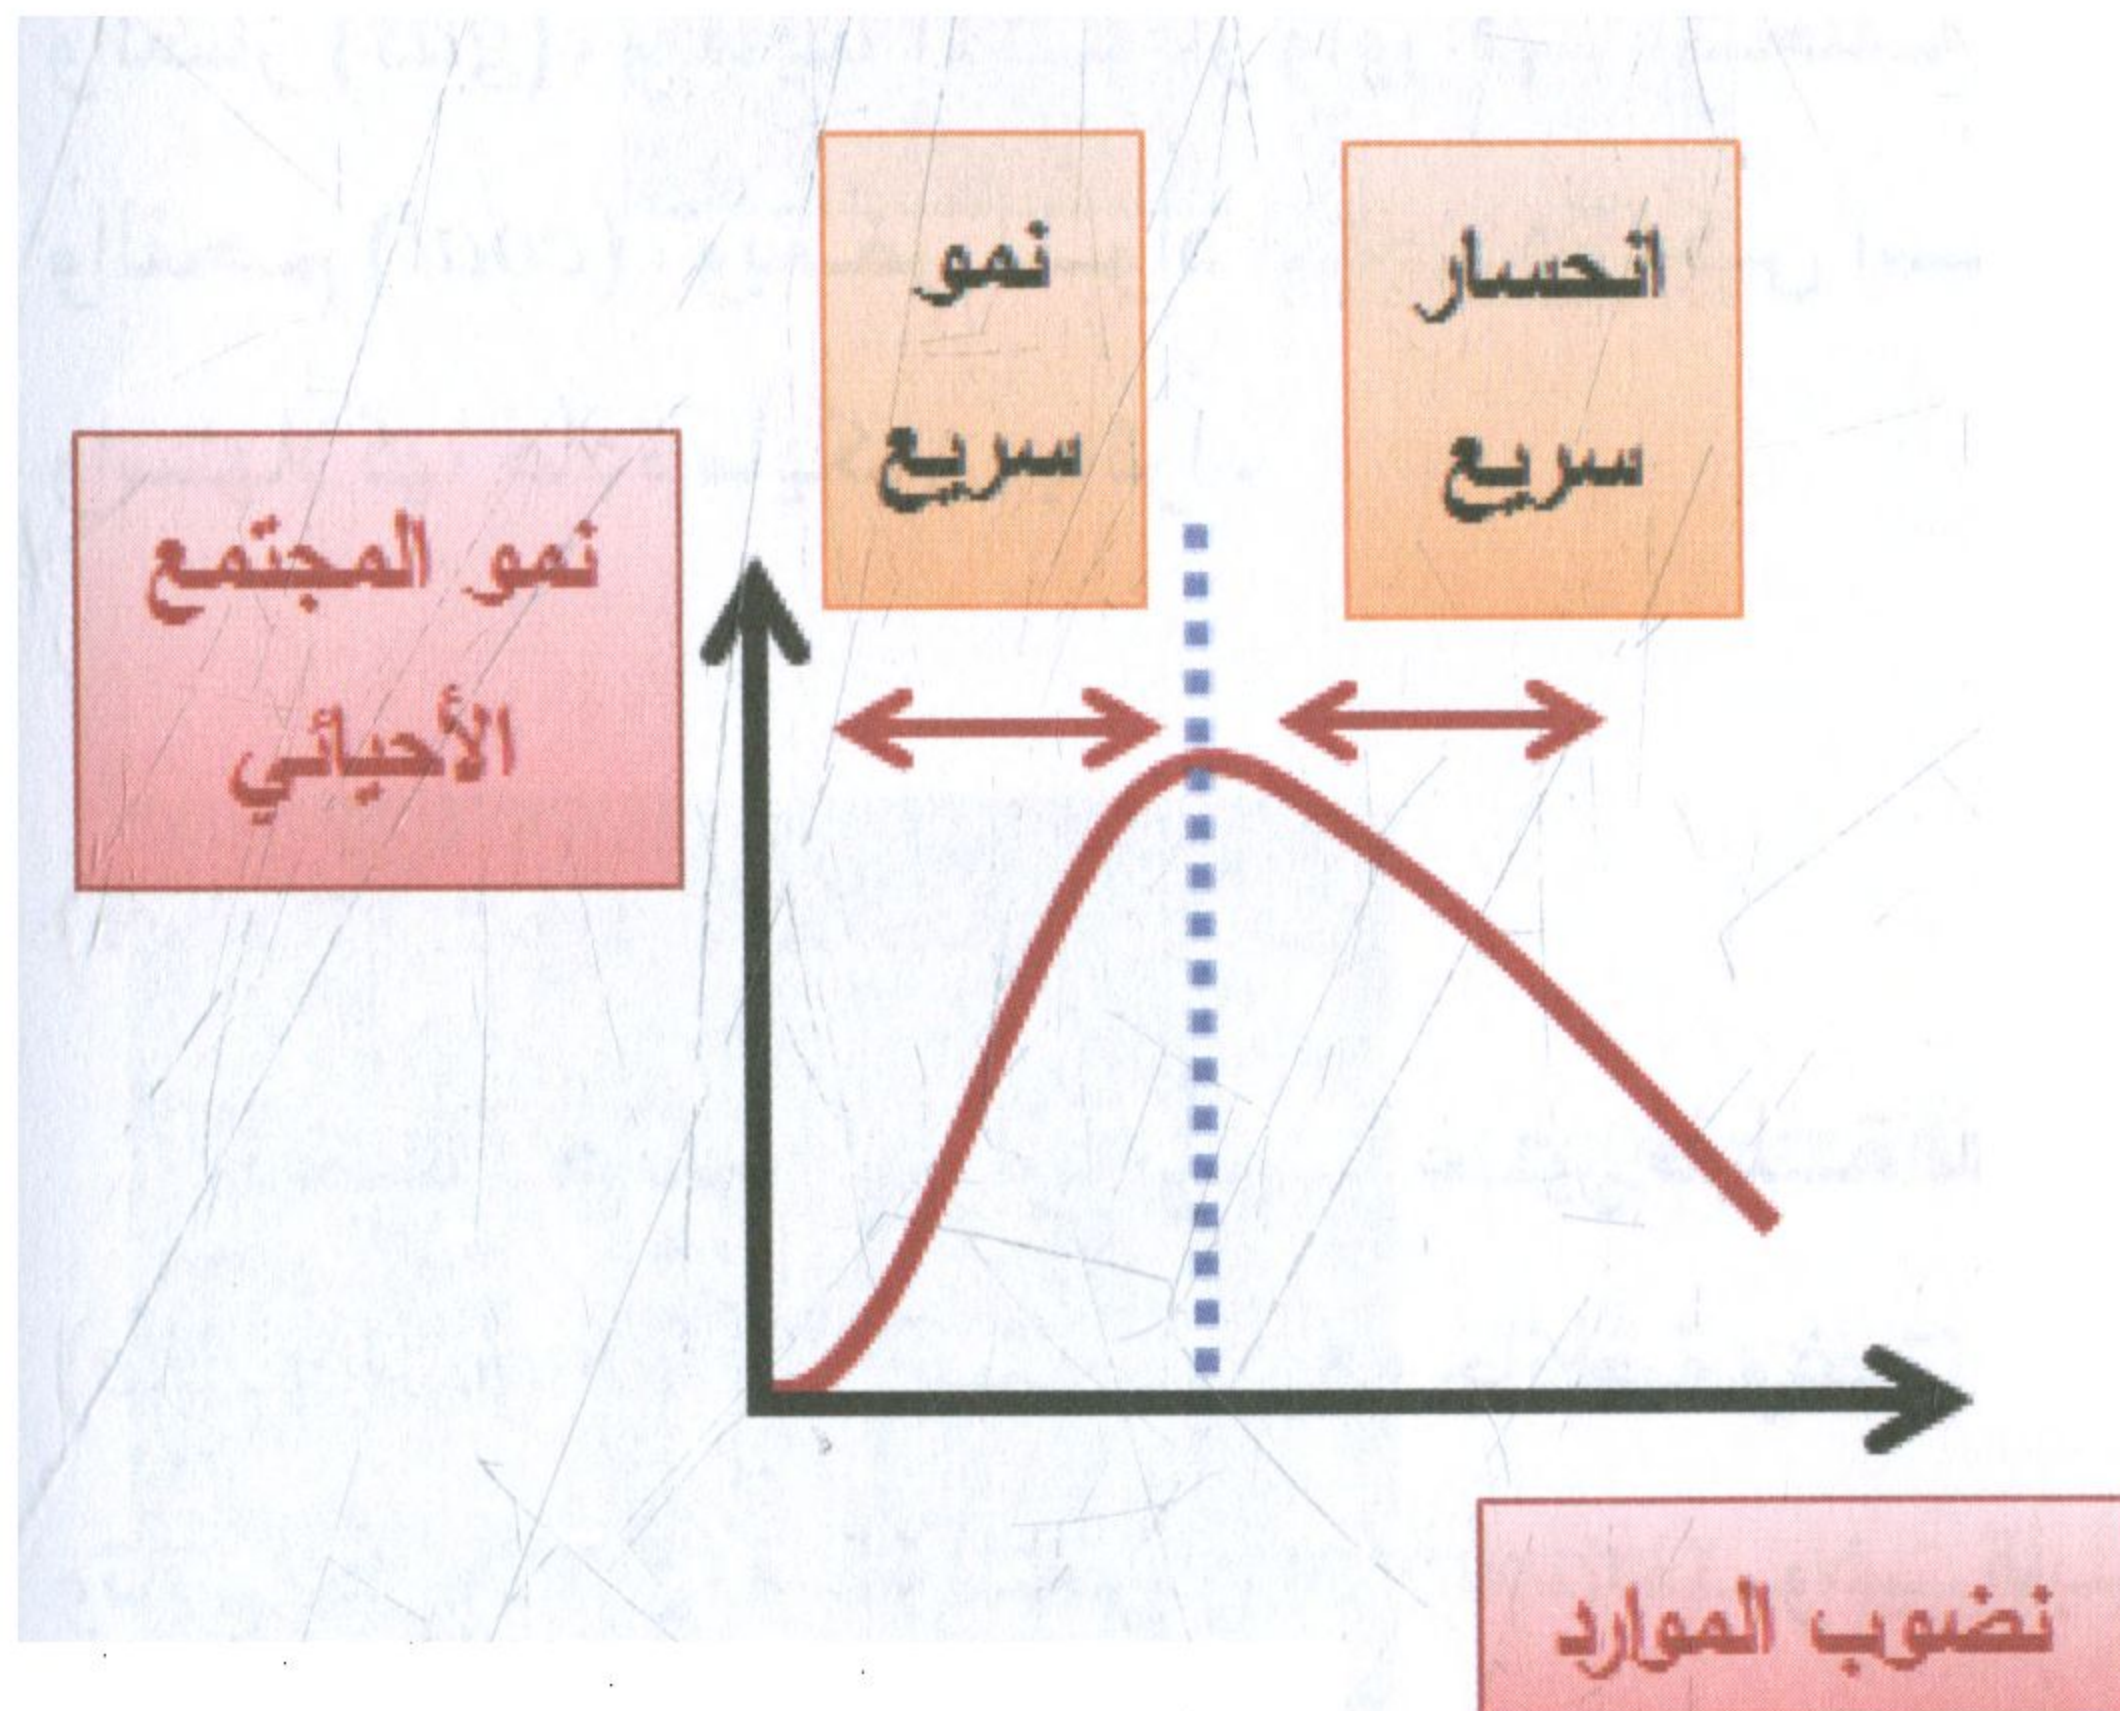 نمو
سريع
انحسار
سريع
نمو المجتمع
الأحيائي
نضوب الموارد